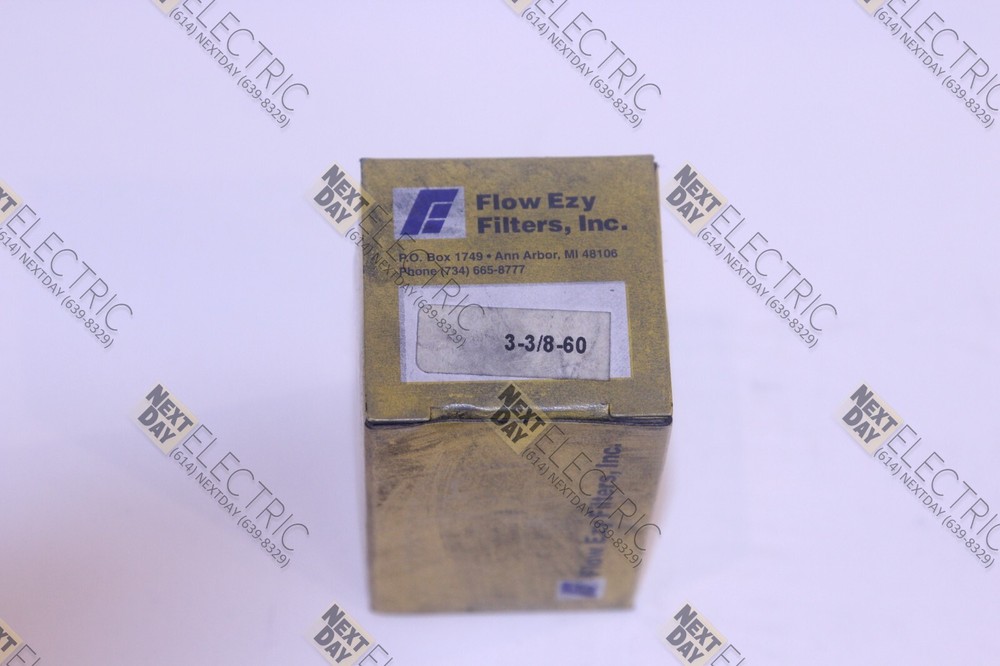 Flow Ezy
Filters, Inc.
P.O. Box 1749 • Ann Arbor, MI 48106
Phone (734) 665-8777
3-3/8-60
Flow Ezy Filters, Inc.
NEXT DAY ELECTRIC
(614) NEXTDAY (639-8329)